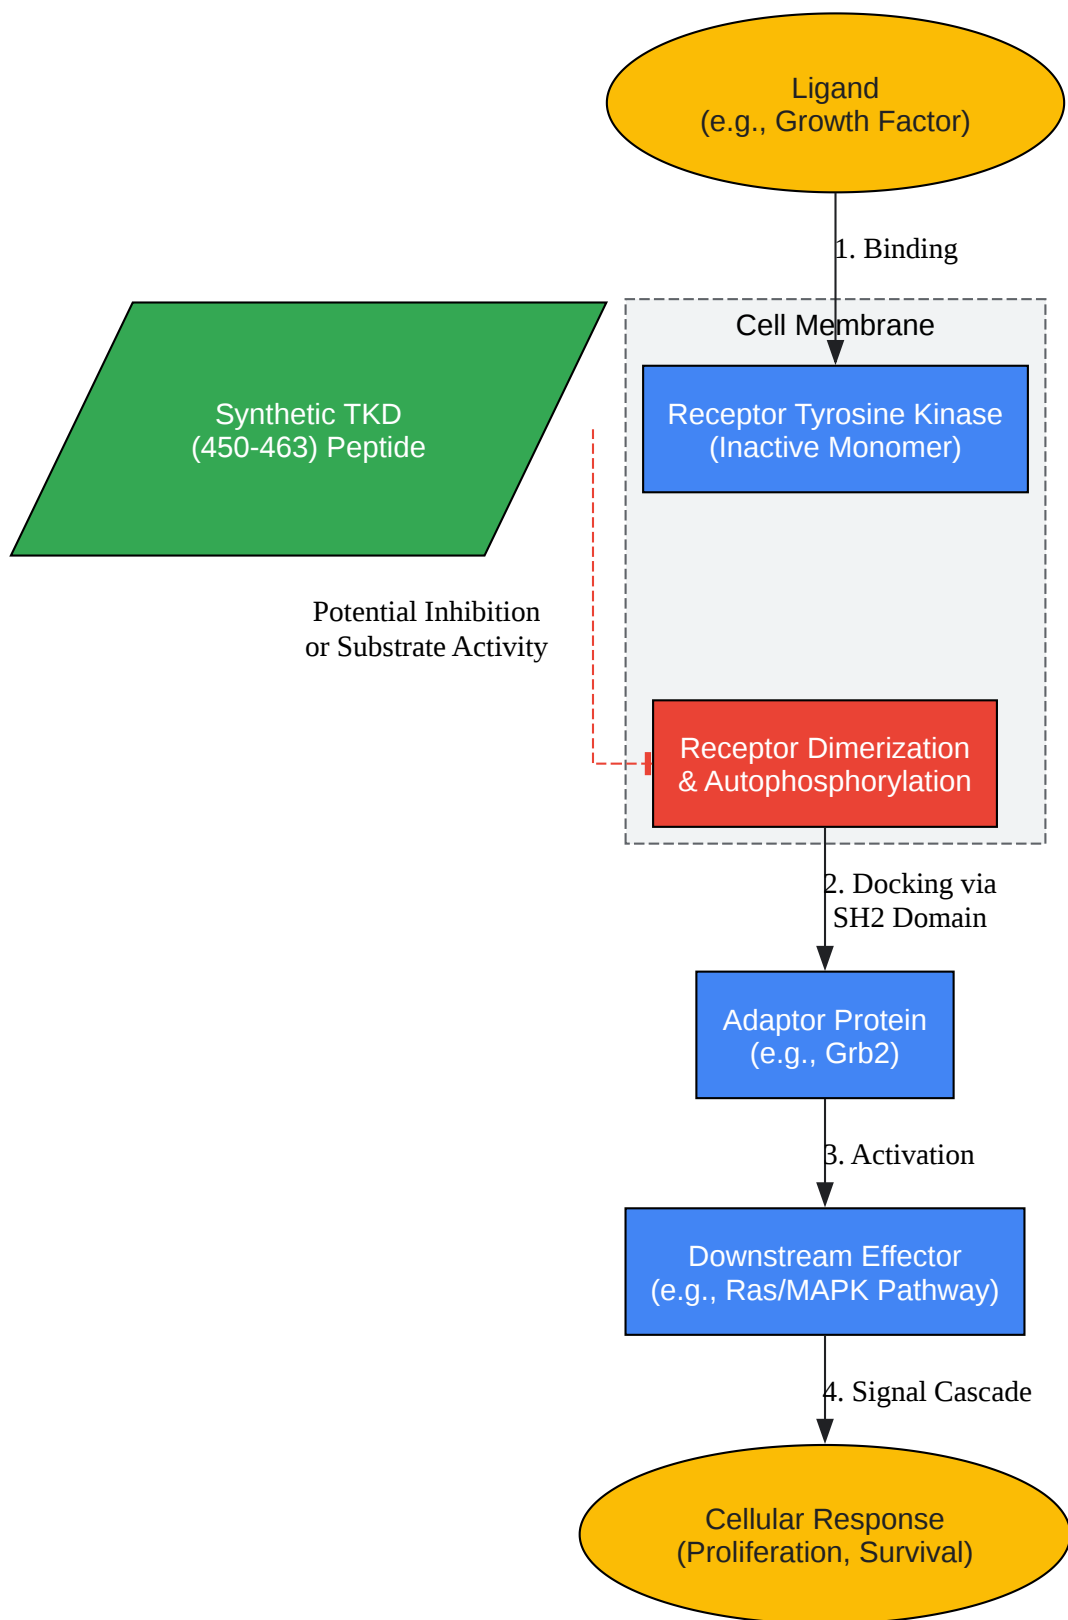 Ligand
(e.g., Growth Factor)
1. Binding
Cell Membrane
Synthetic TKD
(450-463) Peptide
Receptor Tyrosine Kinase
(Inactive Monomer)
Potential Inhibition
or Substrate Activity
Receptor Dimerization
& Autophosphorylation
2. Docking via
SH2 Domain
Adaptor Protein
(e.g., Grb2)
3. Activation
Downstream Effector
(e.g., Ras/MAPK Pathway)
4. Signal Cascade
Cellular Response
(Proliferation, Survival)